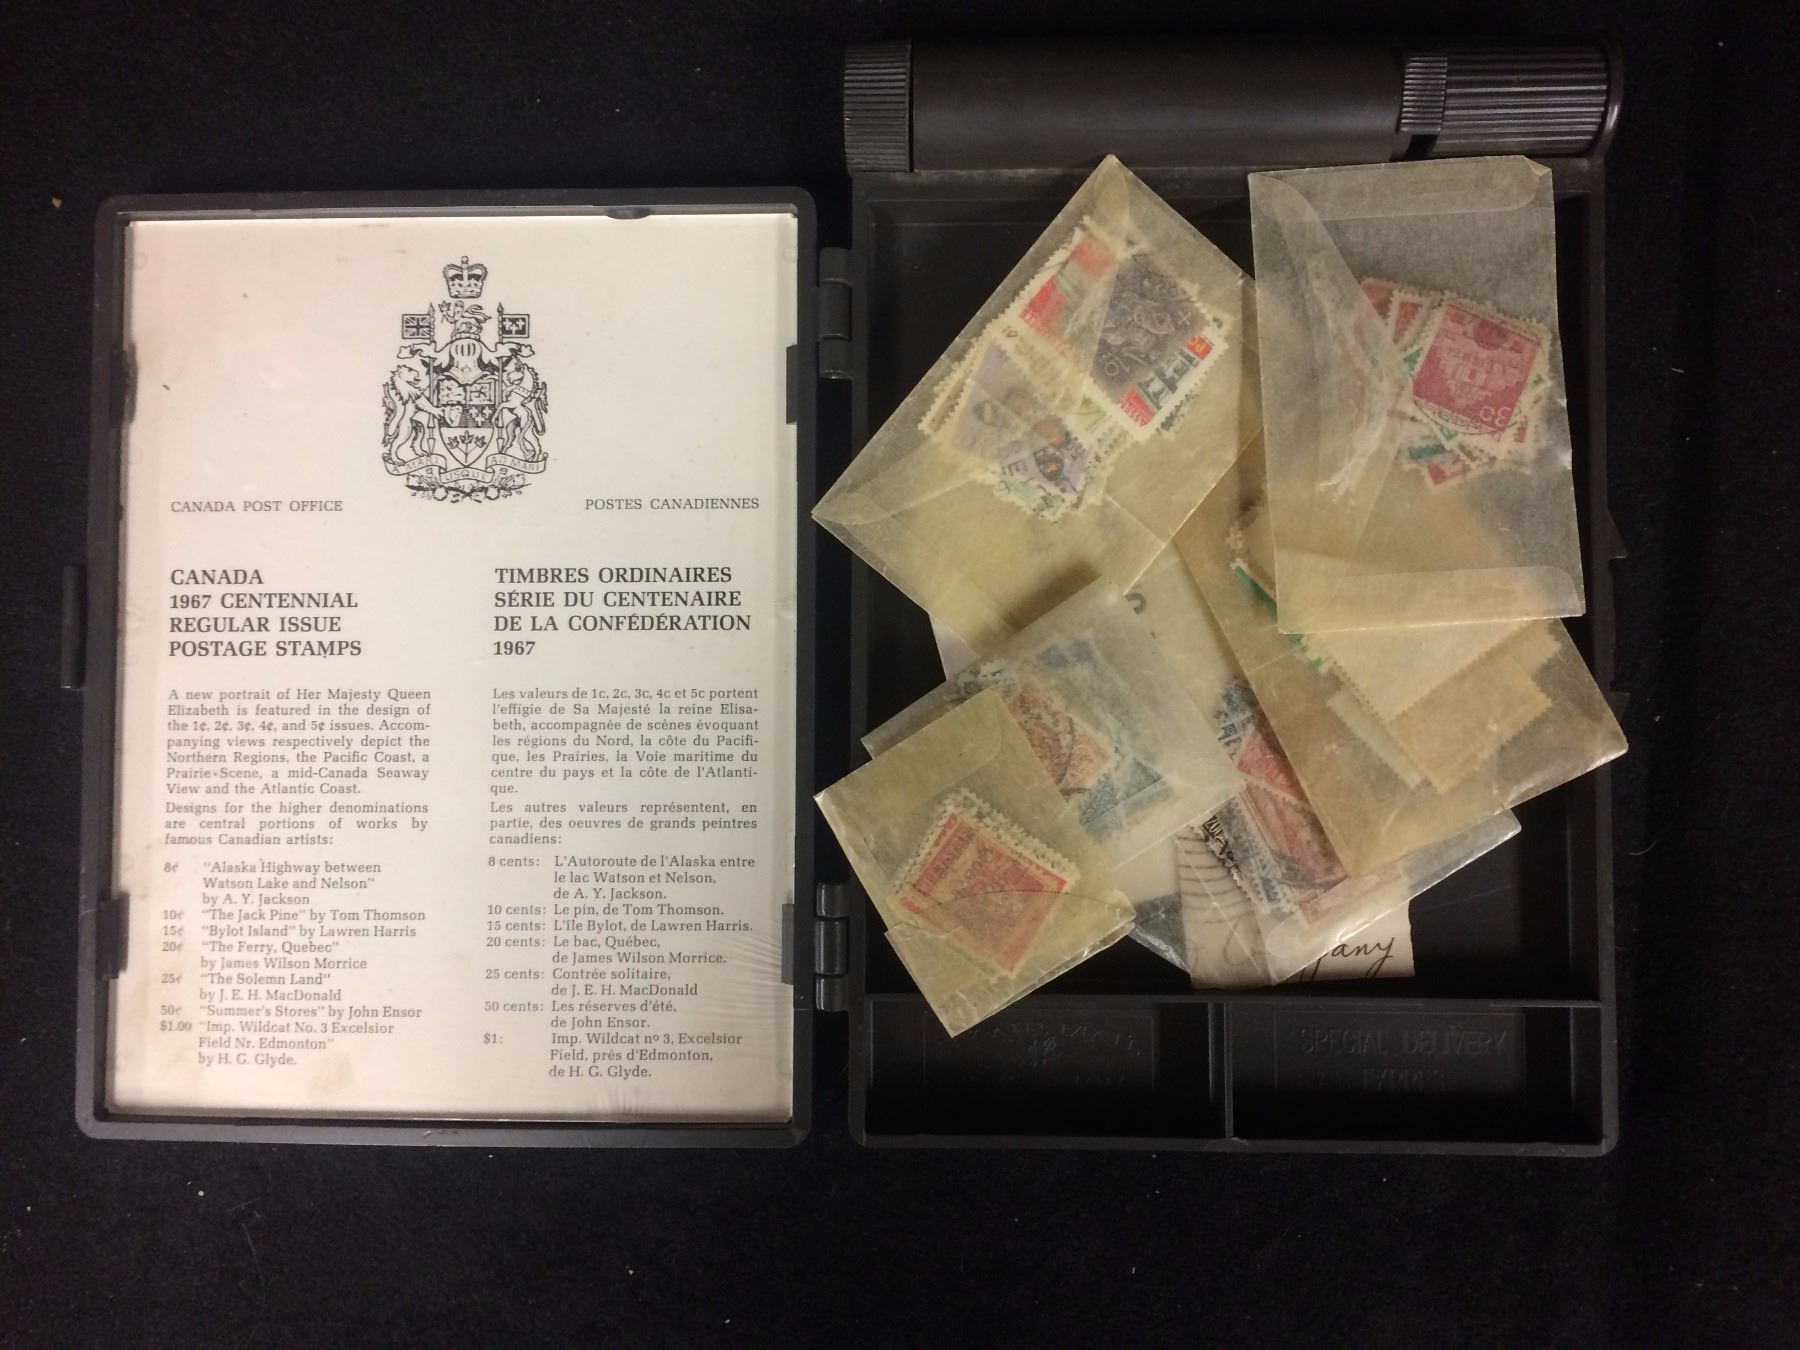 A MARI USQUE AD MARE
CANADA POST OFFICE
POSTES CANADIENNES
CANADA
1967 CENTENNIAL
REGULAR ISSUE
POSTAGE STAMPS
A new portrait of Her Majesty Queen
Elizabeth is featured in the design of
the 1¢, 2¢, 3¢, 4¢, and 5¢ issues. Accom-
panying views respectively depict the
Northern Regions, the Pacific Coast, a
Prairie Scene, a mid-Canada Seaway
View and the Atlantic Coast.
Designs for the higher denominations
are central portions of works by
famous Canadian artists:
8¢ "Alaska Highway between
Watson Lake and Nelson"
by A. Y. Jackson
10¢ "The Jack Pine" by Tom Thomson
15¢ "Bylot Island" by Lawren Harris
20¢ "The Ferry, Quebec"
by James Wilson Morrice
25¢ "The Solemn Land"
by J. E. H. MacDonald
50¢ "Summer's Stores" by John Ensor
$1.00 "Imp. Wildcat No. 3 Excelsior
Field Nr. Edmonton"
by H. G. Glyde.
TIMBRES ORDINAIRES
SÉRIE DU CENTENAIRE
DE LA CONFÉDÉRATION
1967
Les valeurs de 1c, 2c, 3c, 4c et 5c portent
l'effigie de Sa Majesté la reine Elisa-
beth, accompagnée de scènes évoquant
les régions du Nord, la côte du Pacifi-
que, les Prairies, la Voie maritime du
centre du pays et la côte de l'Atlanti-
que.
Les autres valeurs représentent, en
partie, des oeuvres de grands peintres
canadiens:
8 cents: L'Autoroute de l'Alaska entre
le lac Watson et Nelson,
de A. Y. Jackson.
10 cents: Le pin, de Tom Thomson.
15 cents: L'île Bylot, de Lawren Harris.
20 cents: Le bac, Québec,
de James Wilson Morrice.
25 cents: Contrée solitaire,
de J. E. H. MacDonald
50 cents: Les réserves d'été,
de John Ensor.
$1: Imp. Wildcat nº 3, Excelsior
Field, près d'Edmonton,
de H. G. Glyde.
30
any
SPECIAL DELIVERY